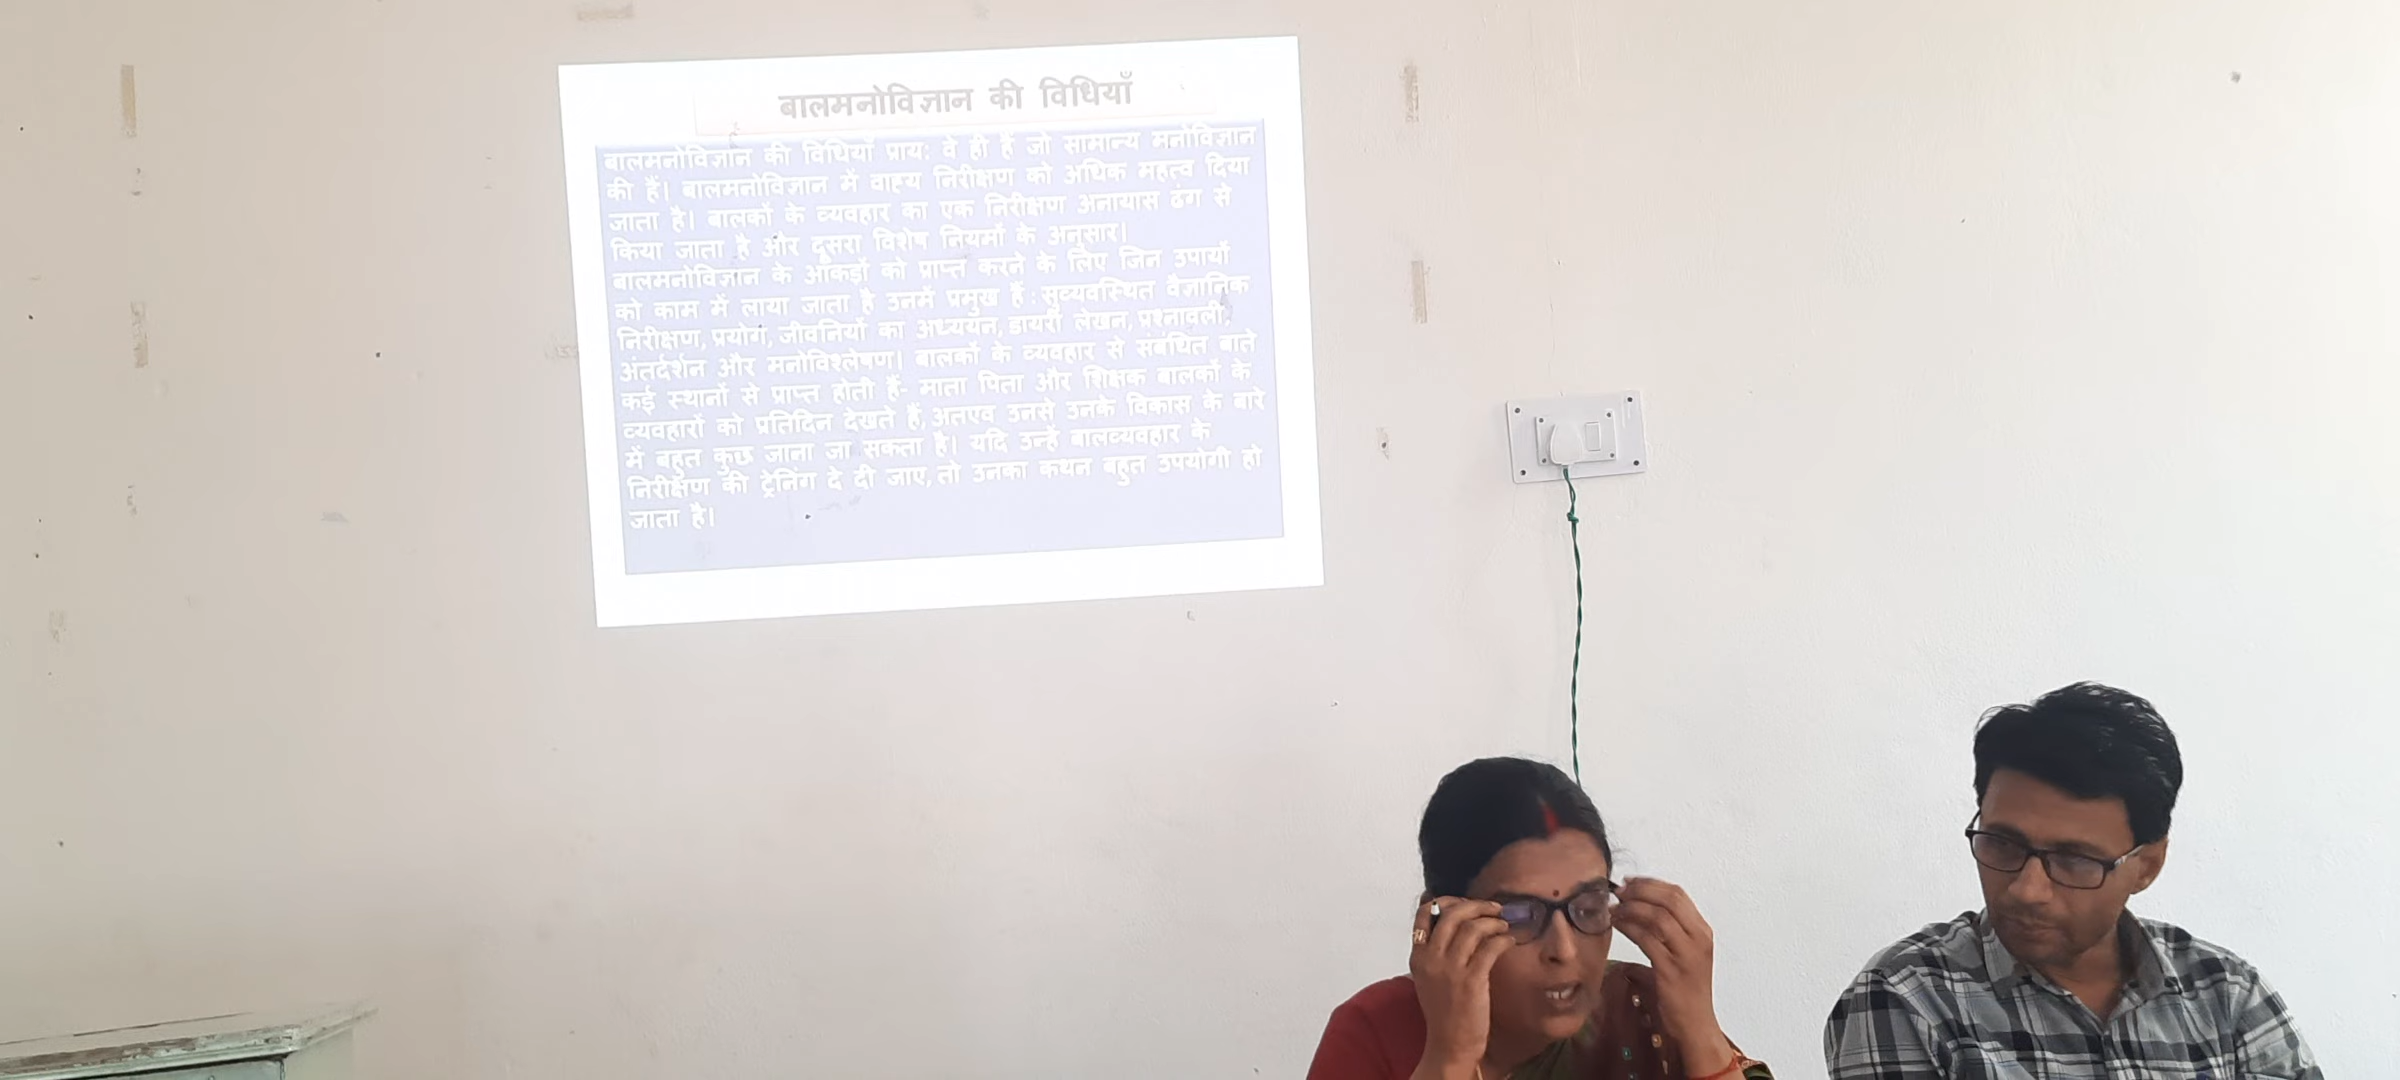 बालमनोविज्ञान की विधियाँ
बालमनोविज्ञान की विधियाँ प्राय: वे ही हैं जो सामान्य मनोविज्ञान
की हैं। बालमनोविज्ञान में वाह्य निरीक्षण को अधिक महत्व दिया
जाता है। बालकों के व्यवहार का एक निरीक्षण अनायास ढंग से
किया जाता है और दूसरा विशेष नियमों के अनुसार।
बालमनोविज्ञान के आँकड़ों को प्राप्त करने के लिए जिन उपायों
को काम में लाया जाता है उनमें प्रमुख हैं : सुव्यवस्थित वैज्ञानिक
निरीक्षण, प्रयोग, जीवनियों का अध्ययन, डायरी लेखन, प्रश्नावली,
अंतर्दर्शन और मनोविश्लेषण। बालकों के व्यवहार से संबंधित बाते
कई स्थानों से प्राप्त होती हैं- माता पिता और शिक्षक बालकों के
व्यवहारों को प्रतिदिन देखते हैं, अतएव उनसे उनके विकास के बारे
में बहुत कुछ जाना जा सकता है। यदि उन्हें बालव्यवहार के
निरीक्षण की ट्रेनिंग दे दी जाए, तो उनका कथन बहुत उपयोगी हो
जाता है।